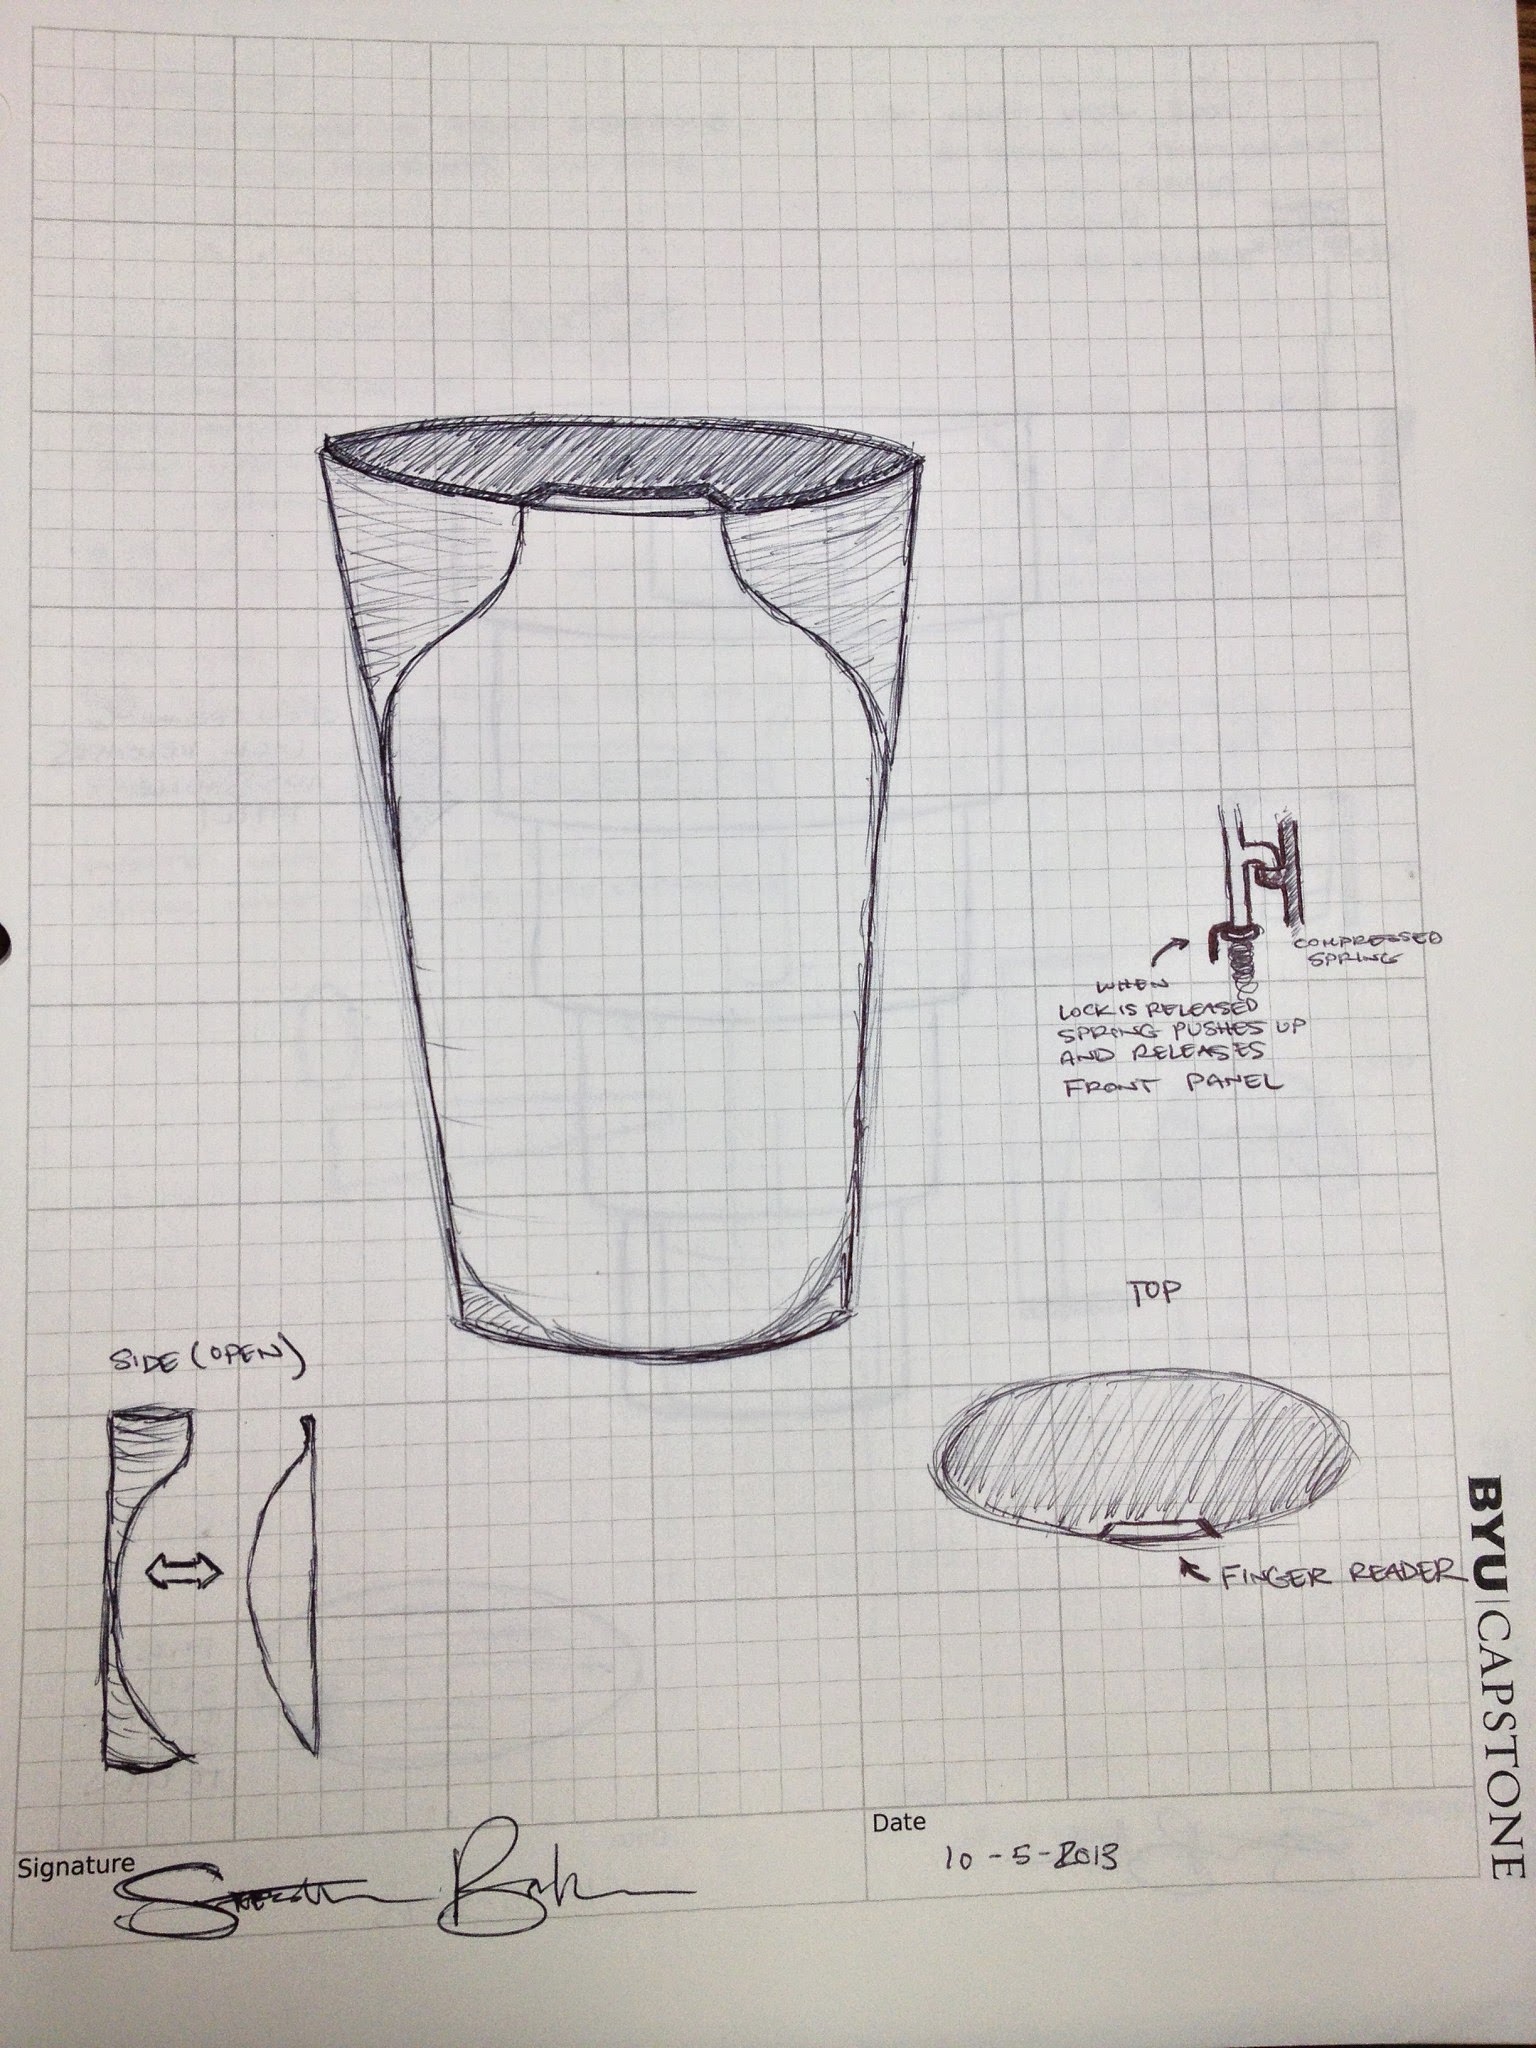 COMPRESSED
SPRING
WHEN
LOCK IS RELEASED
SPRING PUSHES UP
AND RELEASES
FRONT PANEL
TOP
SIDE (OPEN)
FINGER READER
BYU|CAPSTONE
Signature
Date
10-5-2013